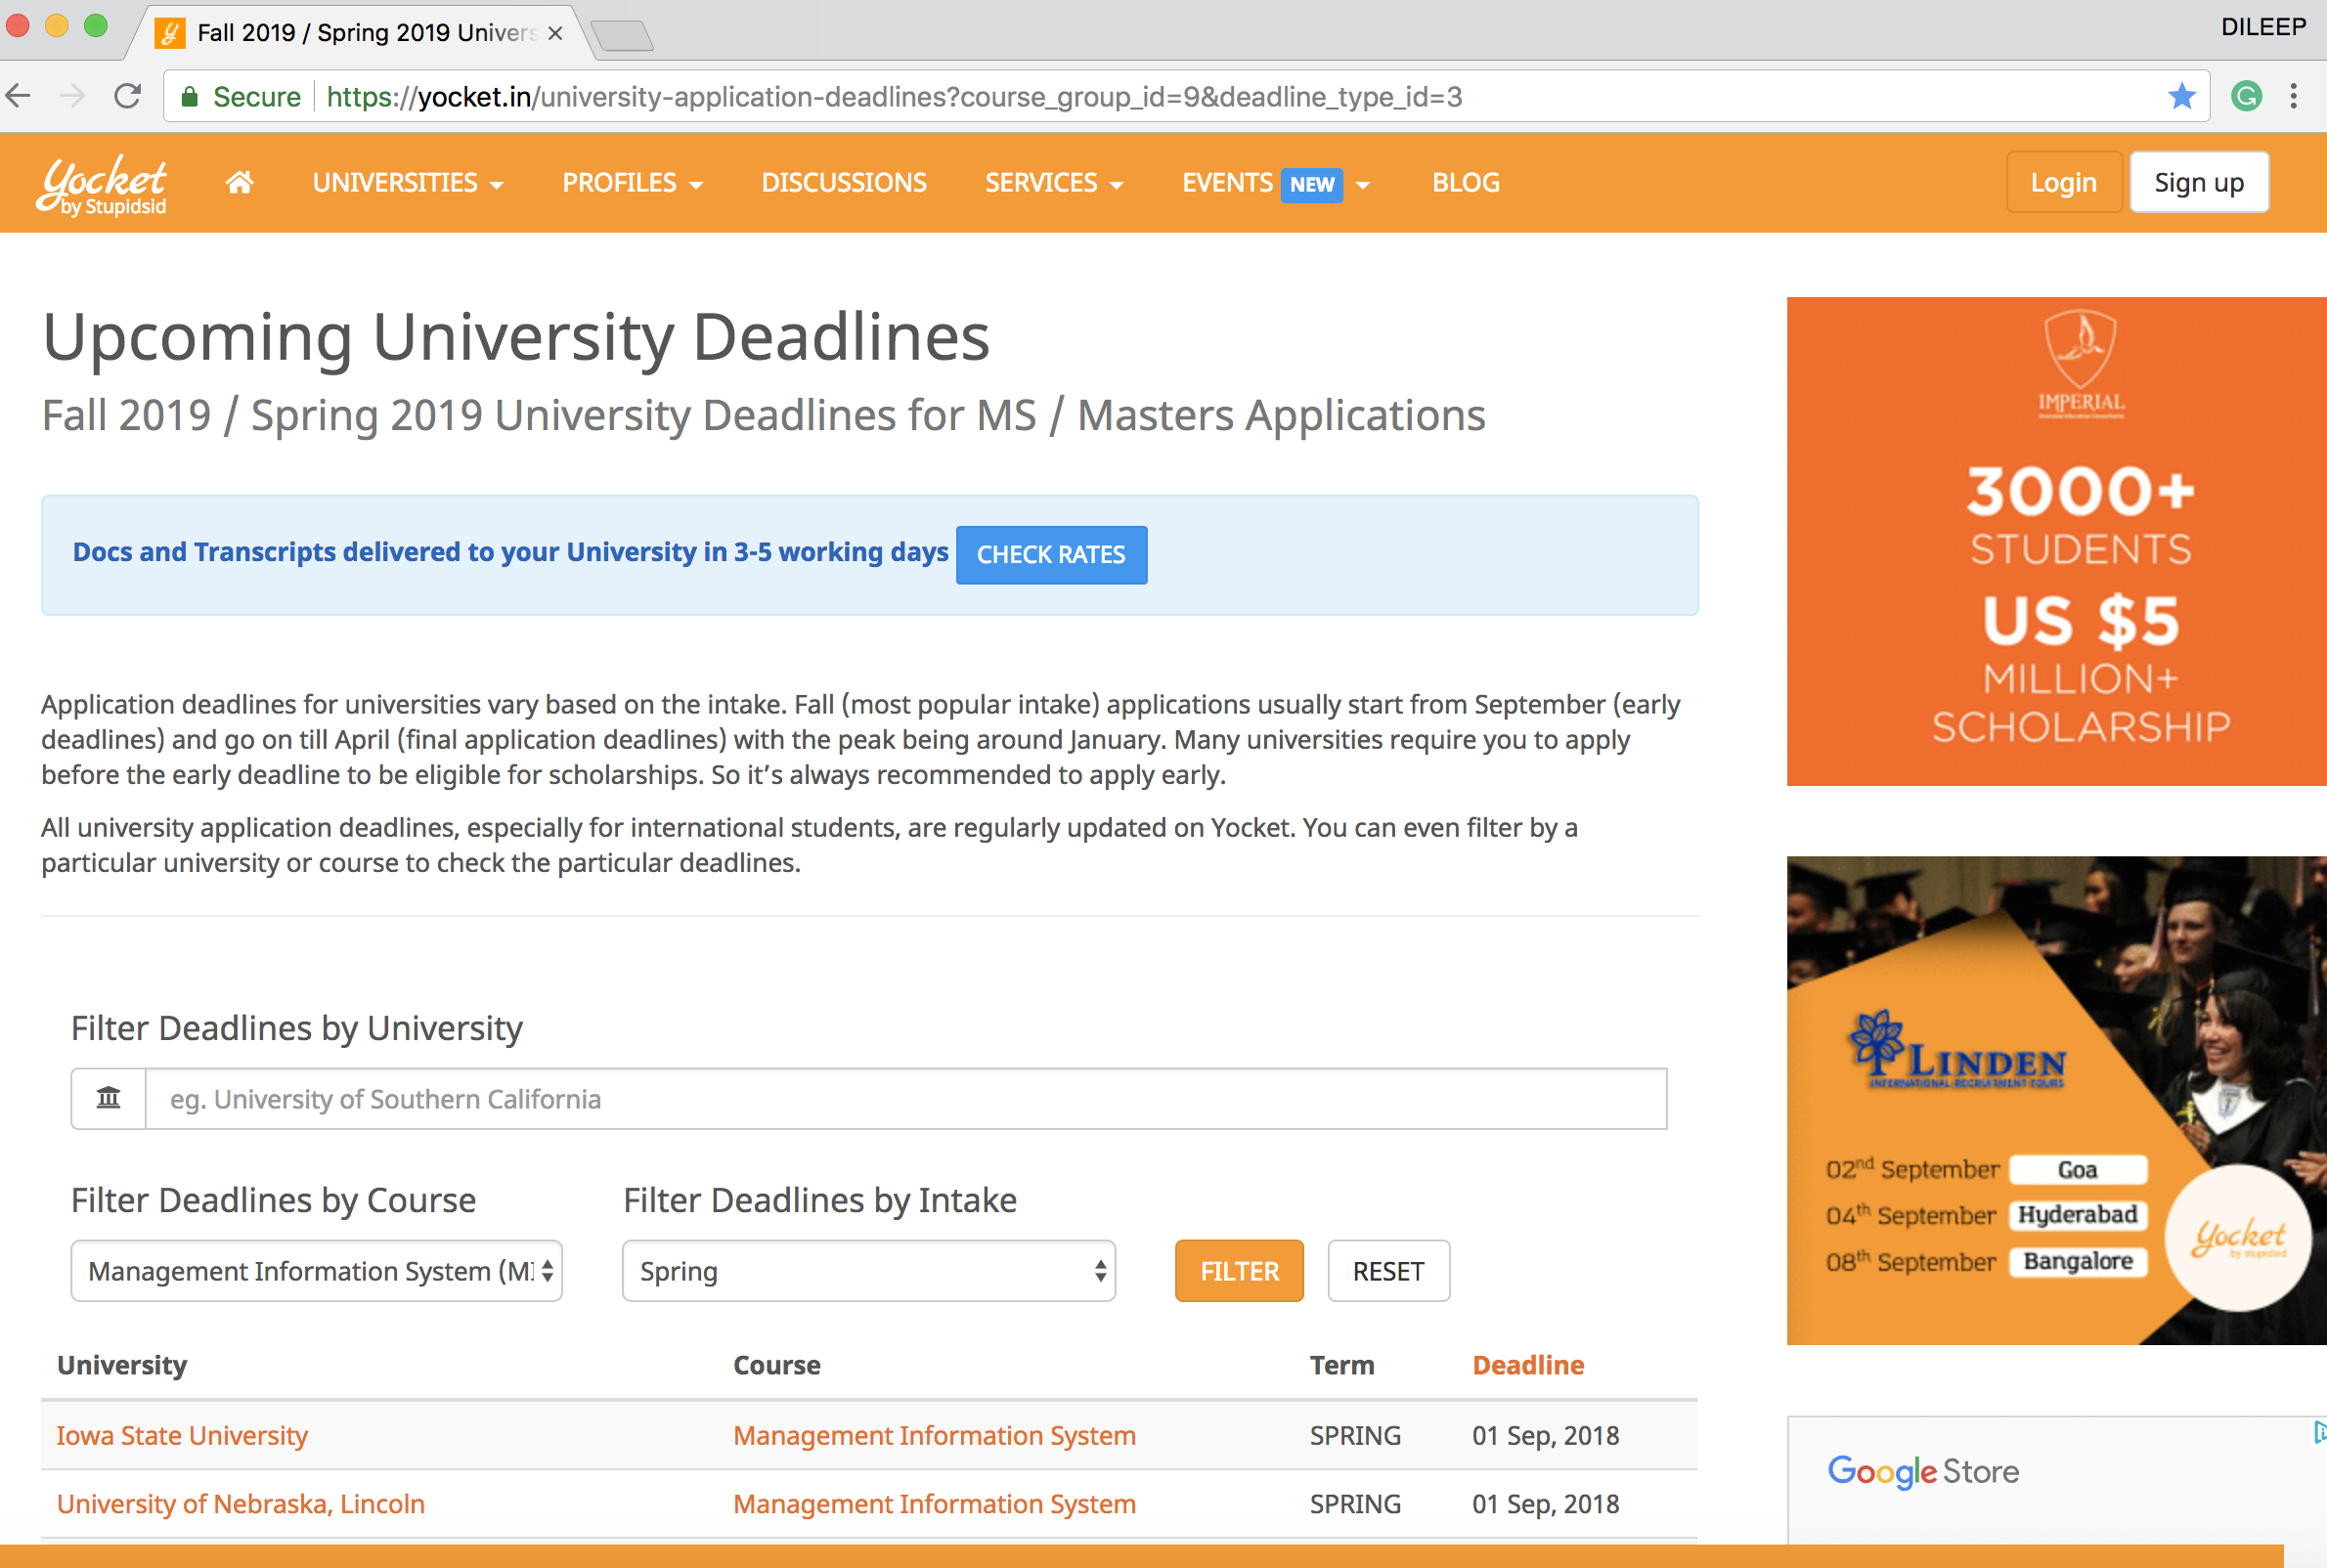 Fall 2019 / Spring 2019 Univers
DILEEP
Secure
https://yocket.in/university-application-deadlines?course_group_id=9&deadline_type_id=3
Yocket
by Stupidsid
UNIVERSITIES
PROFILES
DISCUSSIONS
SERVICES
EVENTS NEW
BLOG
Login
Sign up
Upcoming University Deadlines
Fall 2019 / Spring 2019 University Deadlines for MS / Masters Applications
Docs and Transcripts delivered to your University in 3-5 working days CHECK RATES
Application deadlines for universities vary based on the intake. Fall (most popular intake) applications usually start from September (early
deadlines) and go on till April (final application deadlines) with the peak being around January. Many universities require you to apply
before the early deadline to be eligible for scholarships. So it’s always recommended to apply early.
All university application deadlines, especially for international students, are regularly updated on Yocket. You can even filter by a
particular university or course to check the particular deadlines.
Filter Deadlines by University
eg. University of Southern California
Filter Deadlines by Course
Filter Deadlines by Intake
Management Information System (MI
Spring
FILTER
RESET
University Course Term Deadline
Iowa State University Management Information System SPRING 01 Sep, 2018
University of Nebraska, Lincoln Management Information System SPRING 01 Sep, 2018
IMPERIAL
3000+
STUDENTS
US $5
MILLION+
SCHOLARSHIP
LINDEN
INTERNATIONAL RECRUITMENT TOURS
02nd September Goa
04th September Hyderabad
08th September Bangalore
Yocket
by stupidsid
Google Store